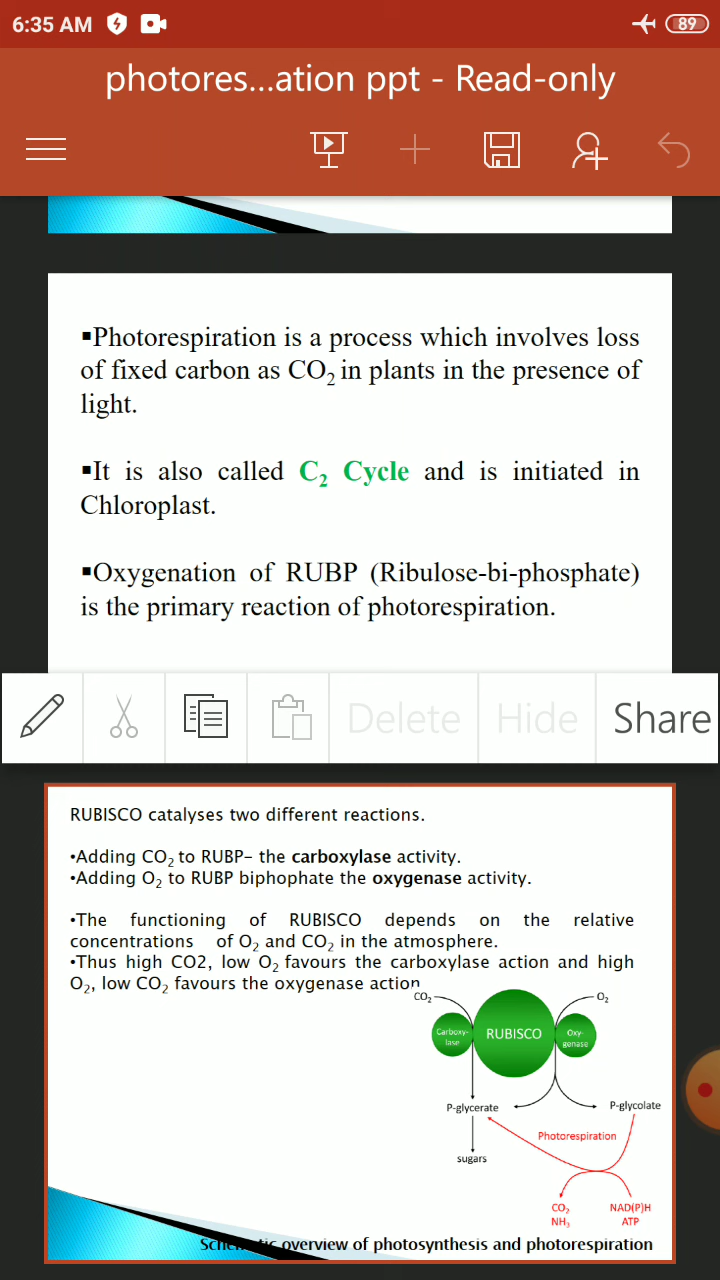 6:35 AM
89
photores...ation ppt - Read-only
▪Photorespiration is a process which involves loss
of fixed carbon as CO₂ in plants in the presence of
light.
▪It is also called C₂ Cycle and is initiated in
Chloroplast.
▪Oxygenation of RUBP (Ribulose-bi-phosphate)
is the primary reaction of photorespiration.
Delete Hide Share
RUBISCO catalyses two different reactions.
•Adding CO₂ to RUBP– the carboxylase activity.
•Adding O₂ to RUBP biphophate the oxygenase activity.
•The functioning of RUBISCO depends on the relative
concentrations of O₂ and CO₂ in the atmosphere.
•Thus high CO2, low O₂ favours the carboxylase action and high
O₂, low CO₂ favours the oxygenase action
CO₂ O₂
Carboxy-
lase
RUBISCO
Oxy-
genase
P-glycerate P-glycolate
Photorespiration
sugars
CO₂ NAD(P)H
NH₃ ATP
overview of photosynthesis and photorespiration